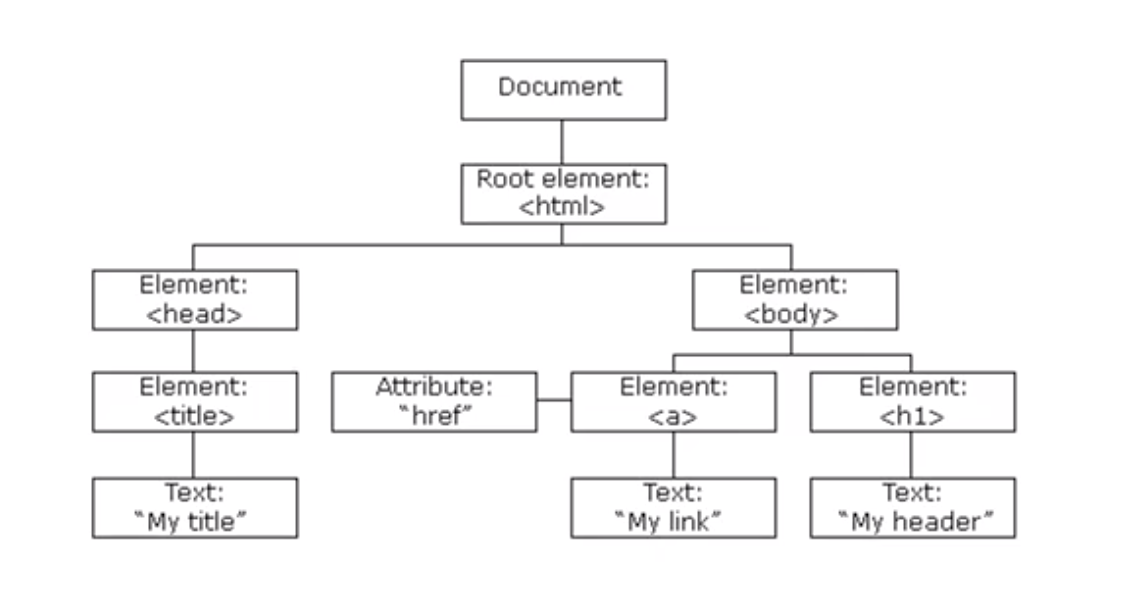 Document
Root element:
<html>
Element:
<head>
Element:
<body>
Element:
<title>
Attribute:
“href”
Element:
<a>
Element:
<h1>
Text:
“My title”
Text:
“My link”
Text:
“My header”